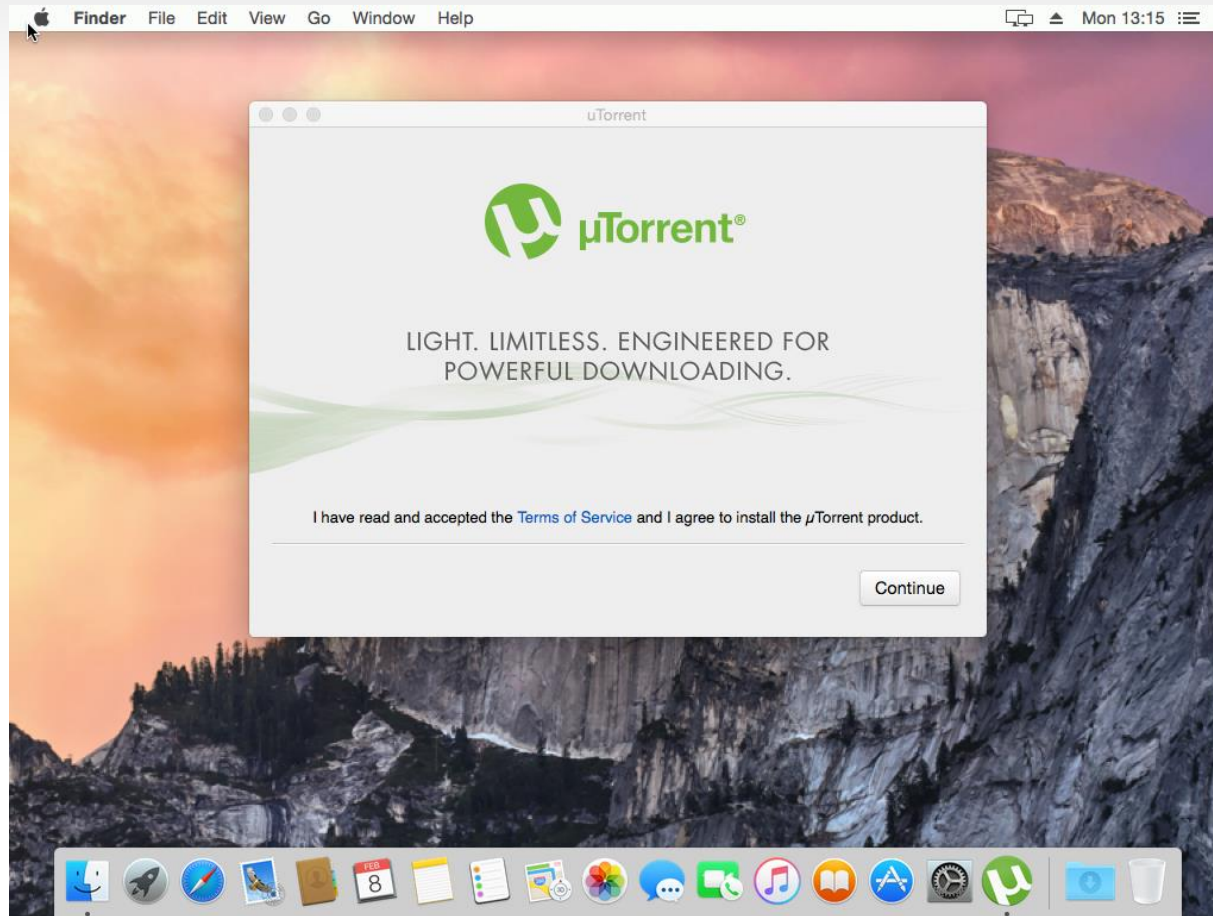 Finder File Edit View Go Window Help Mon 13:15
uTorrent
µTorrent®
LIGHT. LIMITLESS. ENGINEERED FOR
POWERFUL DOWNLOADING.
I have read and accepted the Terms of Service and I agree to install the µTorrent product.
Continue
FEB
8